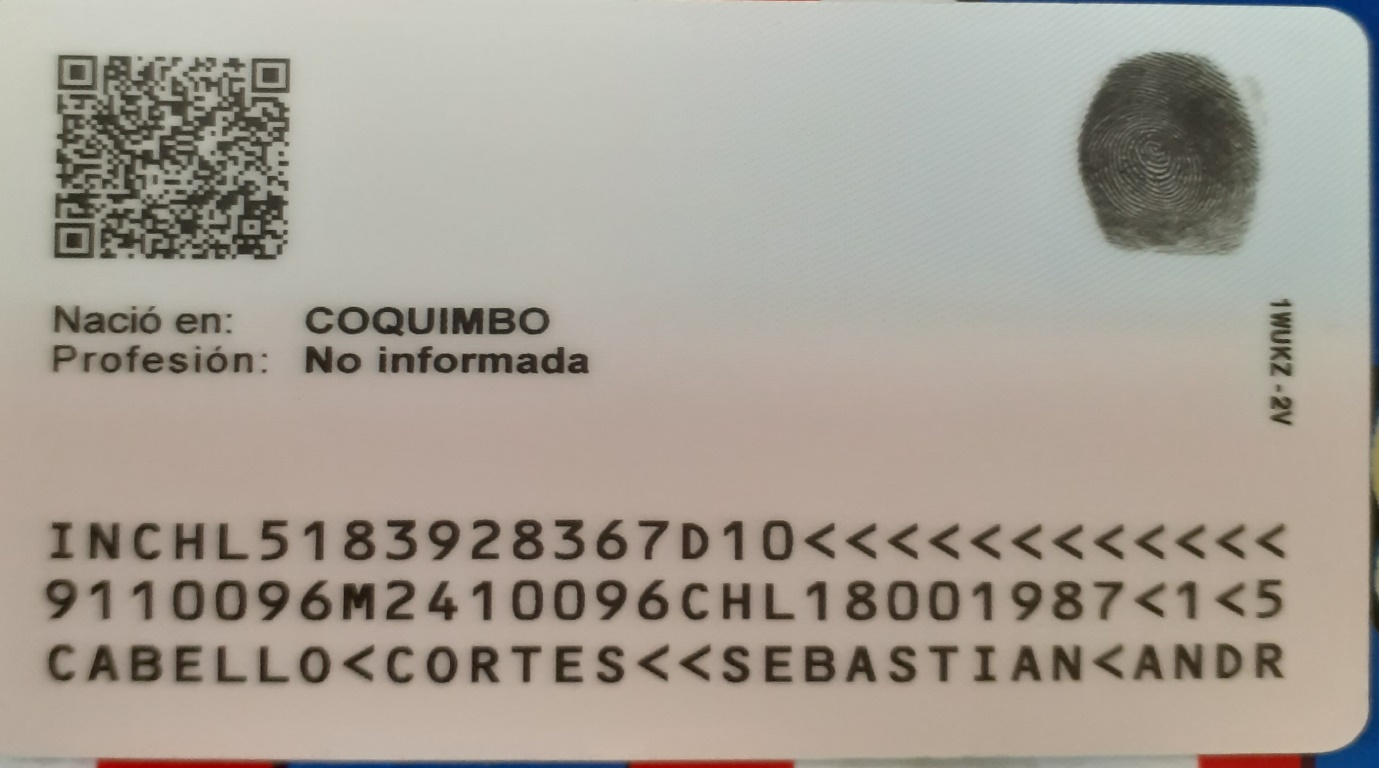 Nació en: COQUIMBO
Profesión: No informada
1WUKZ-2V
INCHL5183928367D10<<<<<<<<<<<<
9110096M2410096CHL18001987<1<5
CABELLO<CORTES<<SEBASTIAN<ANDR